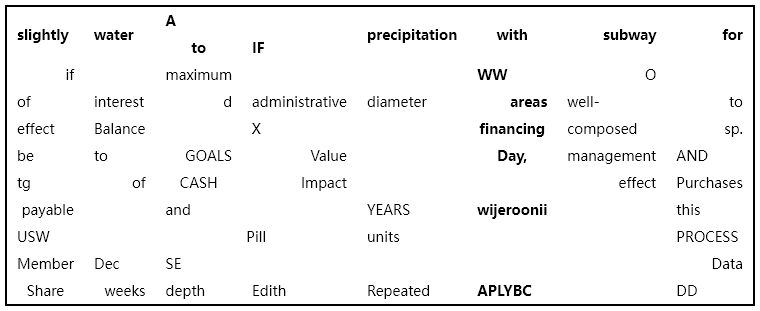 slightly water A to IF precipitation with subway for
if maximum WW O
of interest d administrative diameter areas well- to
effect Balance X financing composed sp.
be to GOALS Value Day, management AND
tg of CASH Impact effect Purchases
payable and YEARS wijeroonii this
USW Pill units PROCESS
Member Dec SE Data
Share weeks depth Edith Repeated APLYBC DD